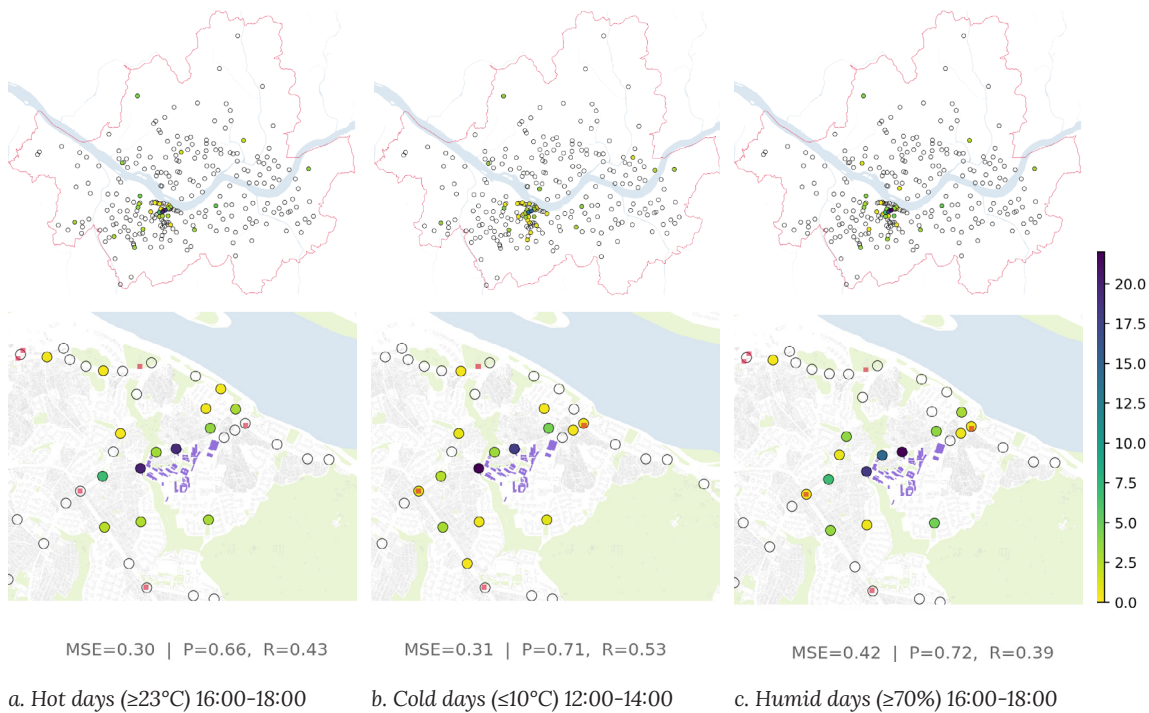 20.0
17.5
15.0
12.5
10.0
7.5
5.0
2.5
0.0
MSE=0.30 | P=0.66, R=0.43
MSE=0.31 | P=0.71, R=0.53
MSE=0.42 | P=0.72, R=0.39
a. Hot days (≥23°C) 16:00-18:00
b. Cold days (≤10°C) 12:00-14:00
c. Humid days (≥70%) 16:00-18:00